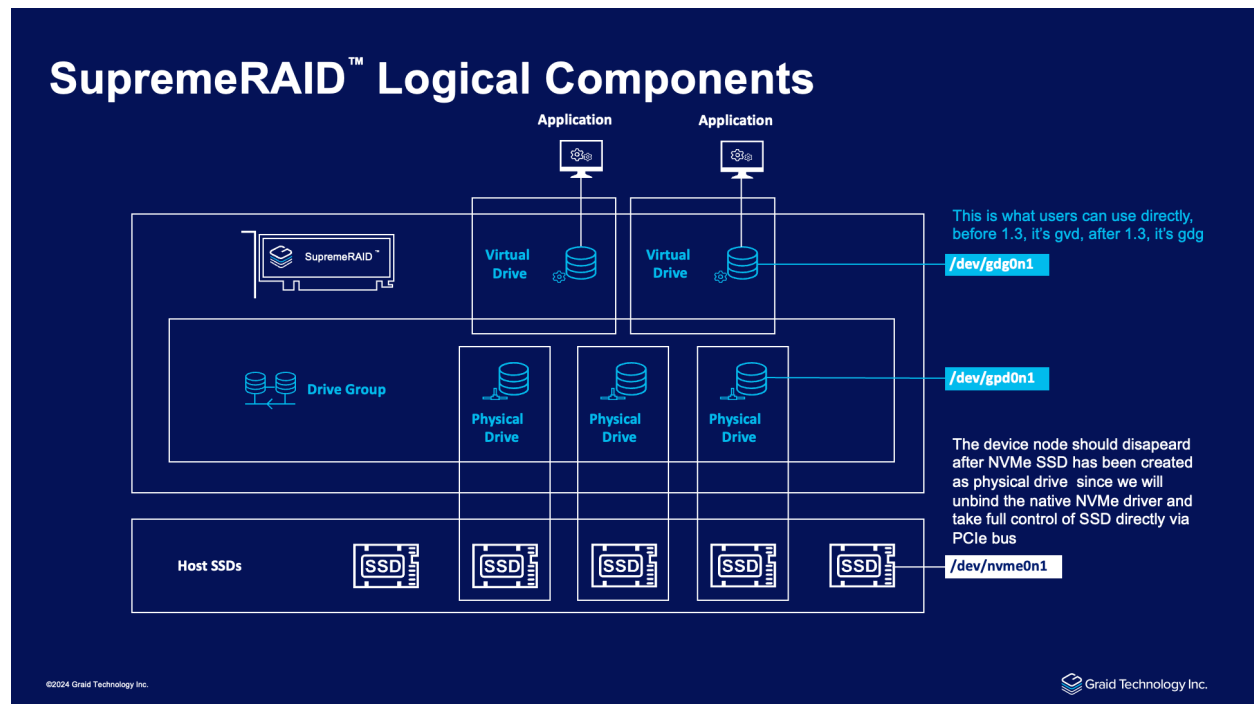 SupremeRAID™ Logical Components
Application
Application
This is what users can use directly,
before 1.3, it's gvd, after 1.3, it's gdg
/dev/gdg0n1
SupremeRAID™
Virtual
Drive
Virtual
Drive
Drive Group
Physical
Drive
Physical
Drive
Physical
Drive
/dev/gpd0n1
The device node should disapeard
after NVMe SSD has been created
as physical drive since we will
unbind the native NVMe driver and
take full control of SSD directly via
PCIe bus
/dev/nvme0n1
Host SSDs
SSD
SSD
SSD
SSD
SSD
©2024 Graid Technology Inc.
Graid Technology Inc.